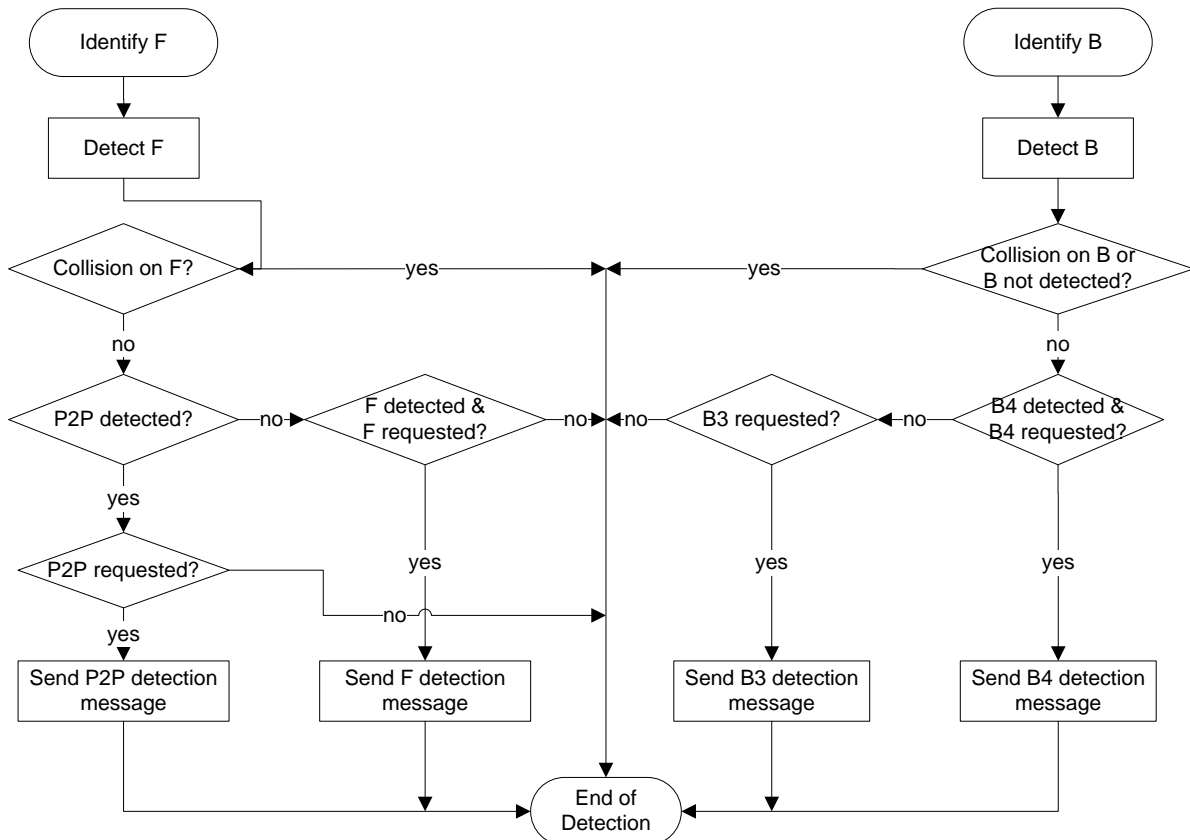 Identify F
Identify B
Detect F
Detect B
Collision on F?
yes
yes
Collision on B or
B not detected?
no
no
P2P detected?
no
F detected &
F requested?
no
no
B3 requested?
no
B4 detected &
B4 requested?
yes
P2P requested?
yes
yes
yes
no
yes
Send P2P detection
message
Send F detection
message
Send B3 detection
message
Send B4 detection
message
End of
Detection